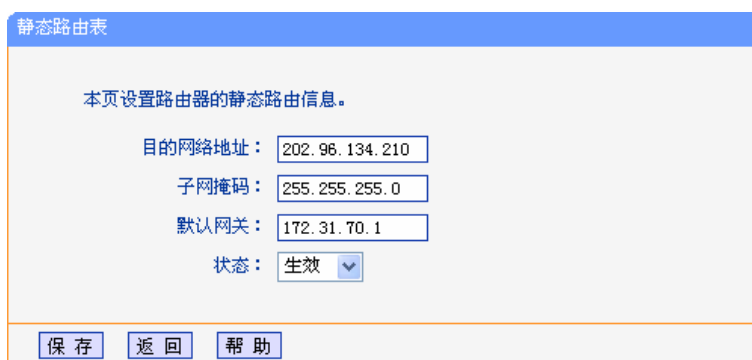 静态路由表
本页设置路由器的静态路由信息。
目的网络地址： 202.96.134.210
子网掩码： 255.255.255.0
默认网关： 172.31.70.1
状态： 生效
保存 返回 帮助